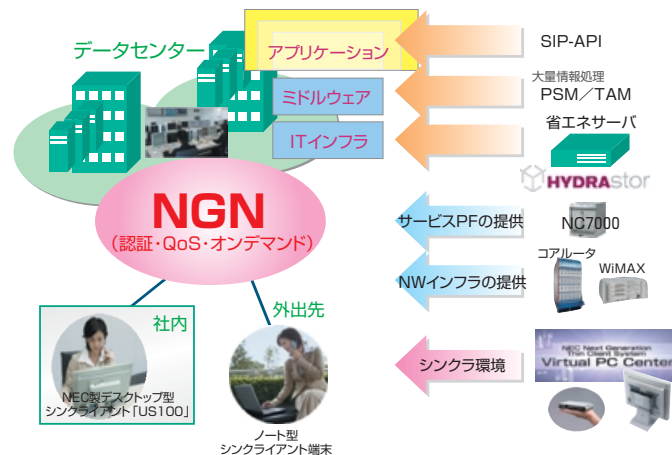 データセンター
アプリケーション
ミドルウェア
ITインフラ
SIP-API
大量情報処理
PSM／TAM
省エネサーバ
HYDRAstor
NGN
（認証・QoS・オンデマンド）
サービスPFの提供
NC7000
コアルータ
WiMAX
NWインフラの提供
社内
外出先
NEC製デスクトップ型
シンクライアント「US100」
ノート型
シンクライアント端末
シンクラ環境
NEC Next Generation
Thin Client System
Virtual PC Center